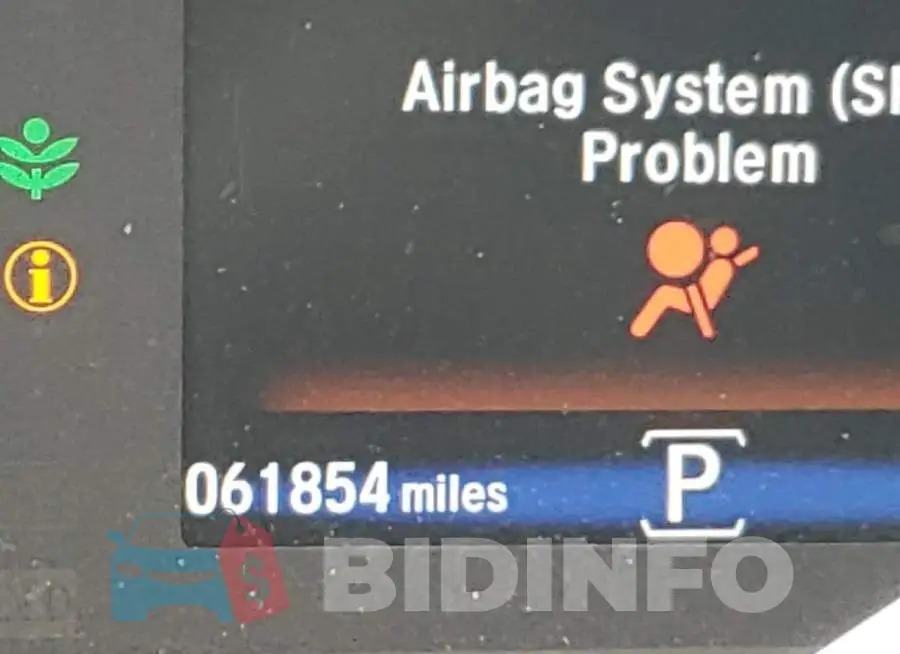 Airbag System (S
Problem
061854 miles
P
BIDINFO